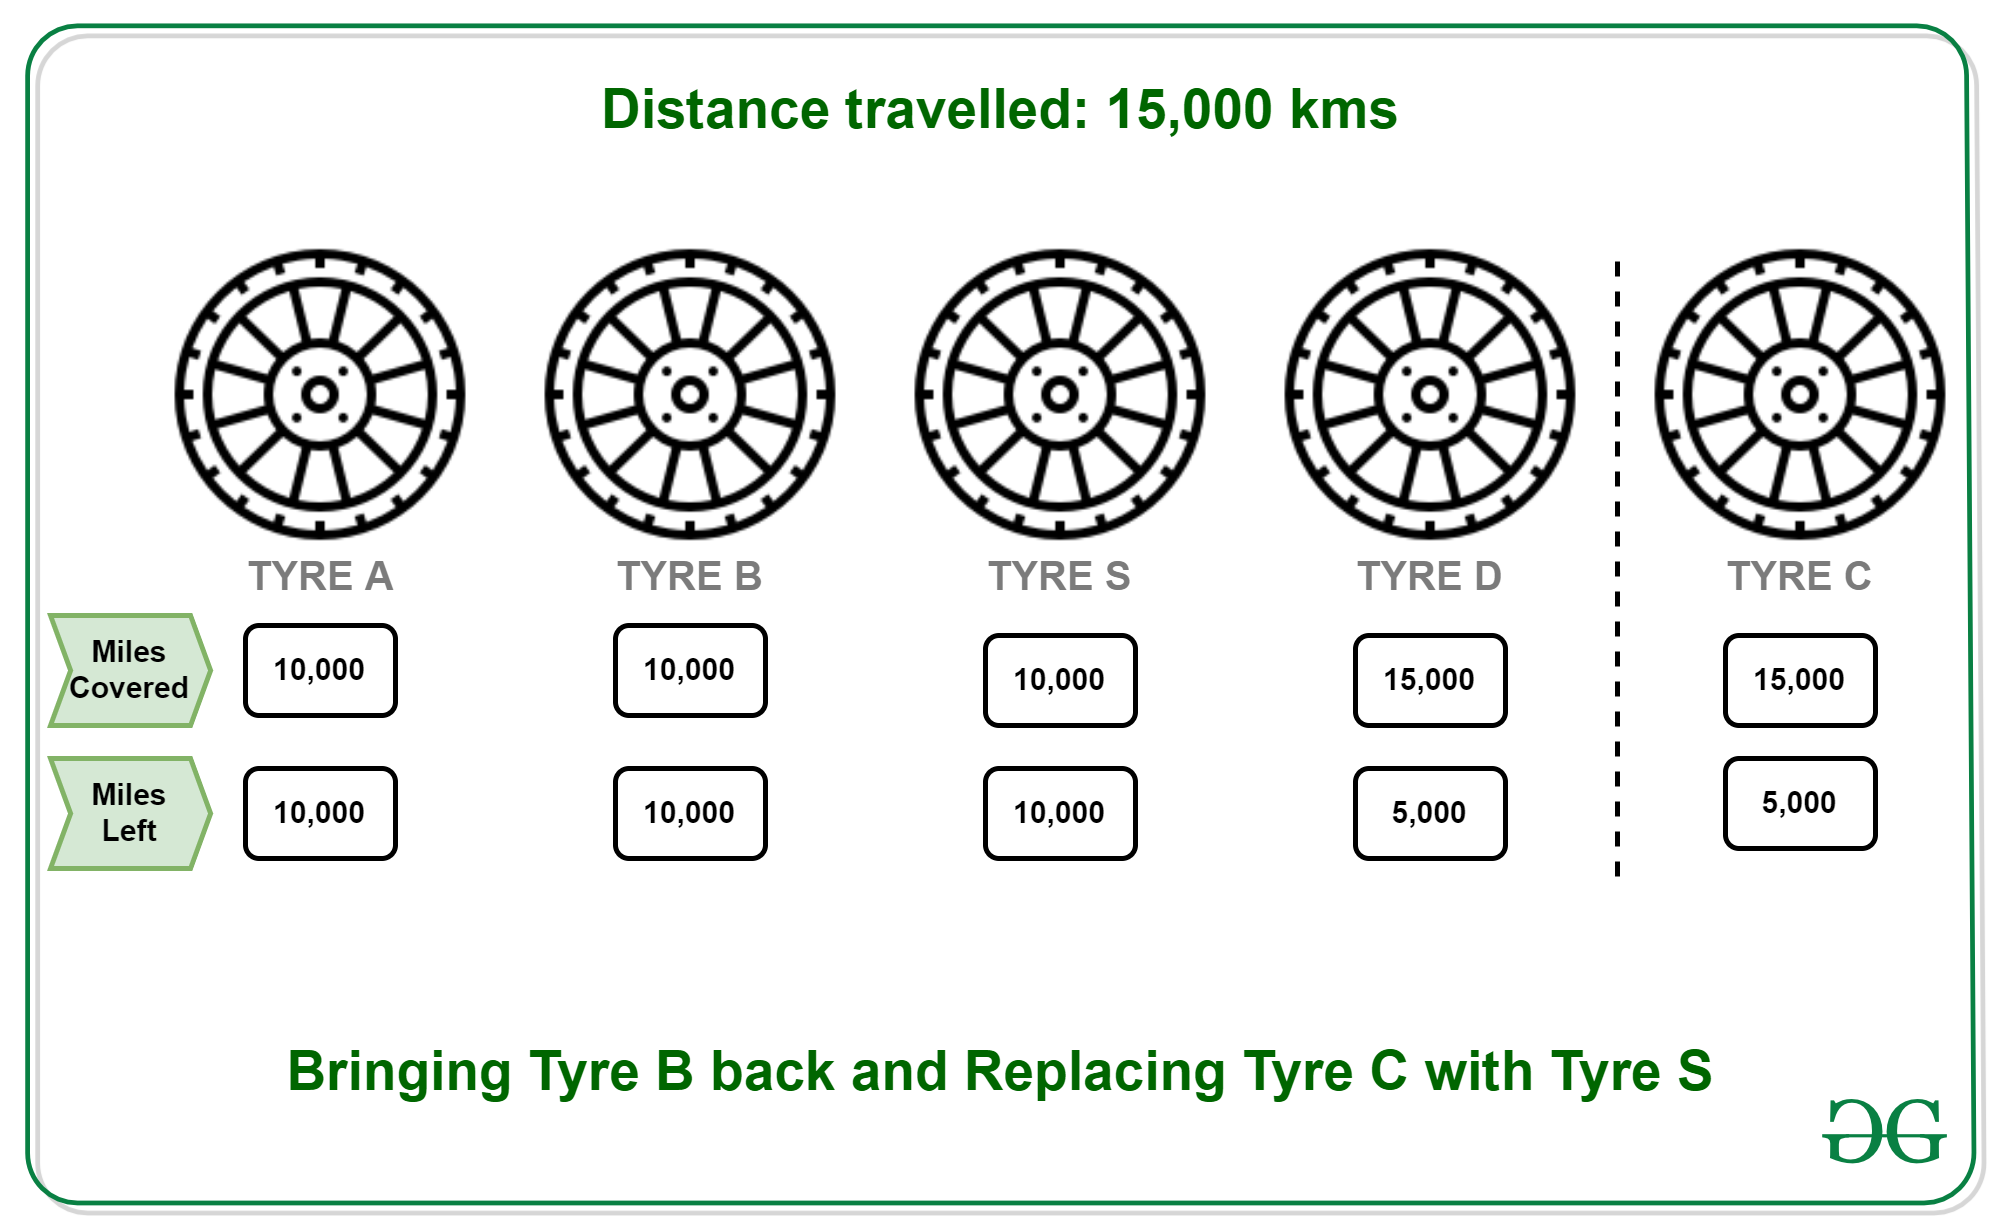 Distance travelled: 15,000 kms
TYRE A TYRE B TYRE S TYRE D TYRE C
Miles
Covered
10,000 10,000 10,000 15,000 15,000
Miles
Left
10,000 10,000 10,000 5,000 5,000
Bringing Tyre B back and Replacing Tyre C with Tyre S